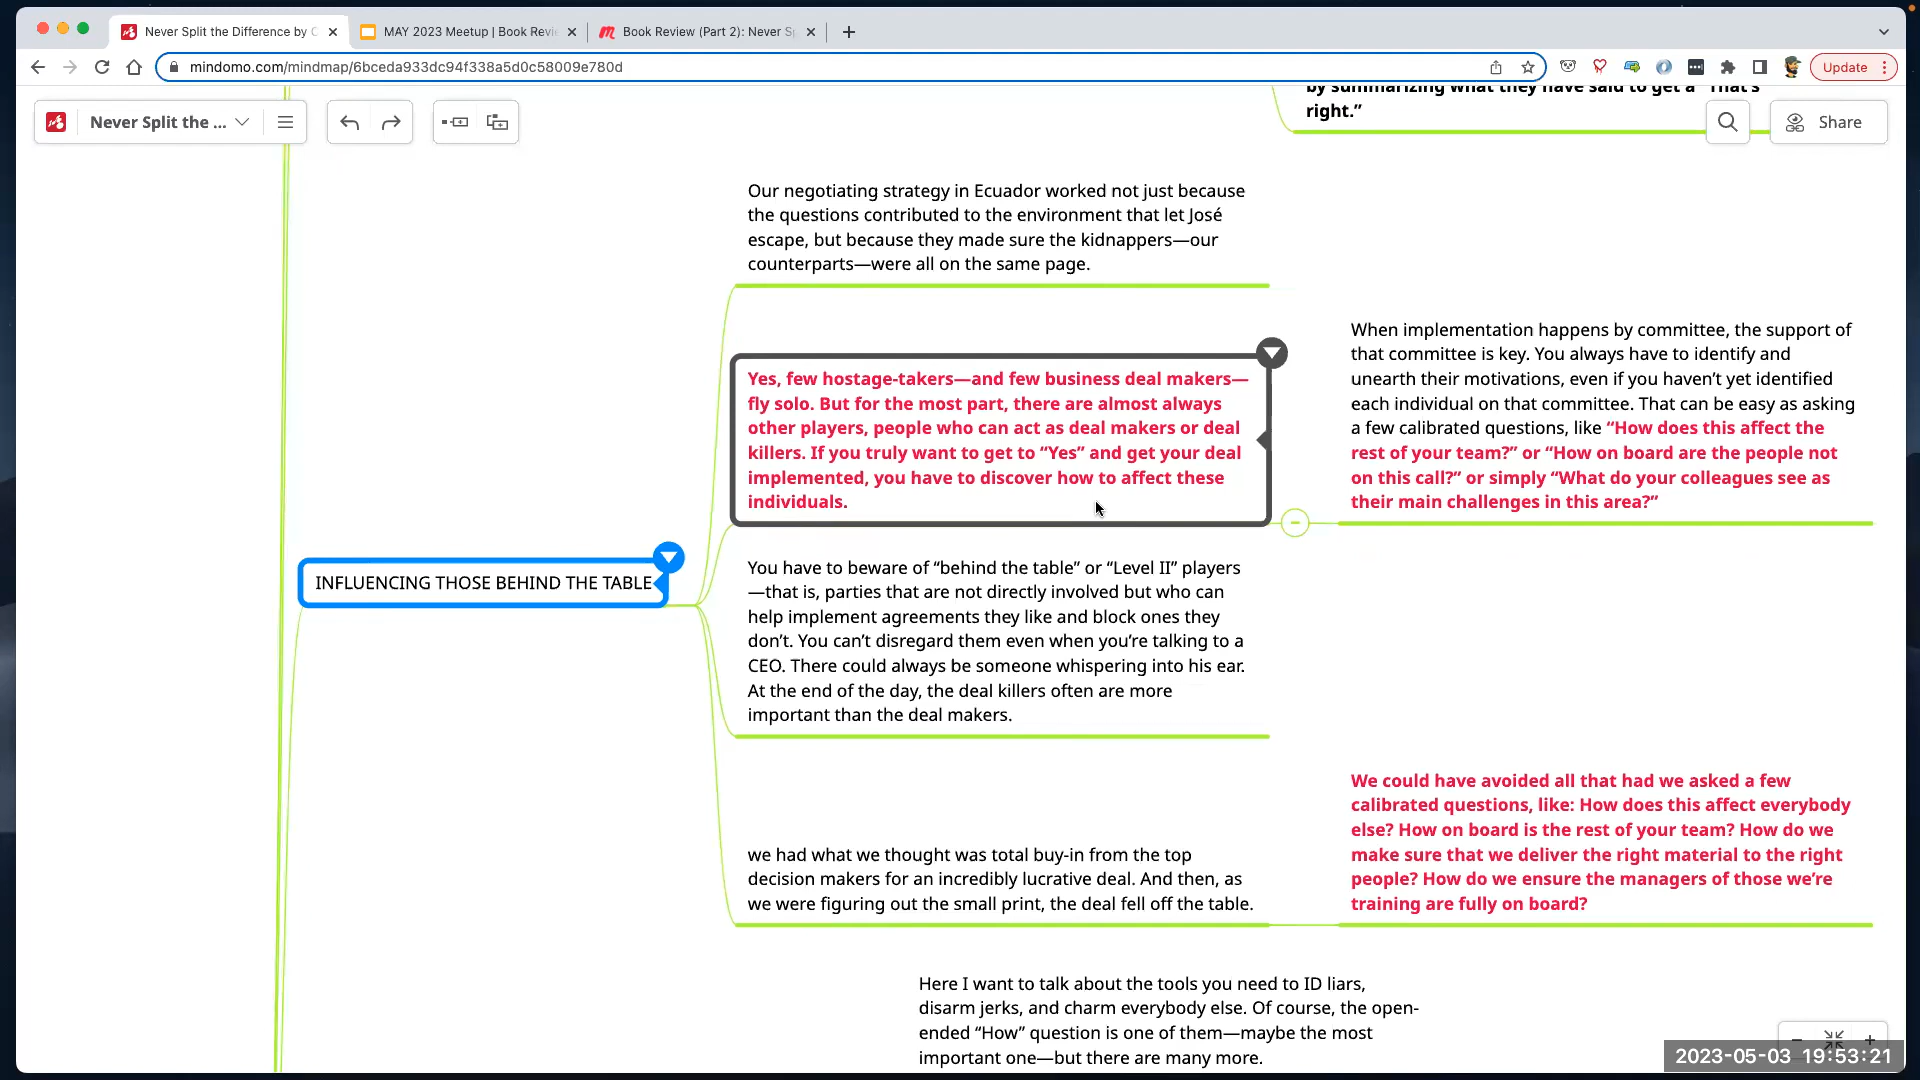 Never Split the Difference by C
MAY 2023 Meetup | Book Revie
Book Review (Part 2): Never Sp
mindomo.com/mindmap/6bceda933dc94f338a5d0c58009e780d
Update
by summarizing what they have said to get a "That's
right.”
Never Split the ...
Share
Our negotiating strategy in Ecuador worked not just because
the questions contributed to the environment that let José
escape, but because they made sure the kidnappers—our
counterparts—were all on the same page.
Yes, few hostage-takers—and few business deal makers—
fly solo. But for the most part, there are almost always
other players, people who can act as deal makers or deal
killers. If you truly want to get to “Yes” and get your deal
implemented, you have to discover how to affect these
individuals.
When implementation happens by committee, the support of
that committee is key. You always have to identify and
unearth their motivations, even if you haven’t yet identified
each individual on that committee. That can be easy as asking
a few calibrated questions, like “How does this affect the
rest of your team?” or “How on board are the people not
on this call?” or simply “What do your colleagues see as
their main challenges in this area?”
INFLUENCING THOSE BEHIND THE TABLE
You have to beware of “behind the table” or “Level II” players
—that is, parties that are not directly involved but who can
help implement agreements they like and block ones they
don’t. You can’t disregard them even when you’re talking to a
CEO. There could always be someone whispering into his ear.
At the end of the day, the deal killers often are more
important than the deal makers.
we had what we thought was total buy-in from the top
decision makers for an incredibly lucrative deal. And then, as
we were figuring out the small print, the deal fell off the table.
We could have avoided all that had we asked a few
calibrated questions, like: How does this affect everybody
else? How on board is the rest of your team? How do we
make sure that we deliver the right material to the right
people? How do we ensure the managers of those we’re
training are fully on board?
Here I want to talk about the tools you need to ID liars,
disarm jerks, and charm everybody else. Of course, the open-
ended “How” question is one of them—maybe the most
important one—but there are many more.
2023-05-03 19:53:21